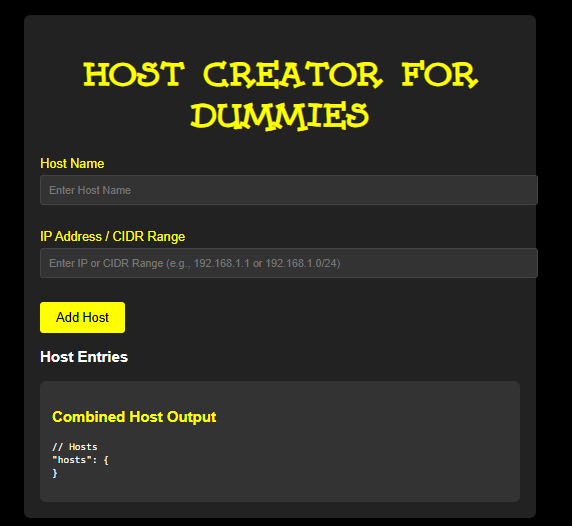 HOST CREATOR FOR
DUMMIES
Host Name
Enter Host Name
IP Address / CIDR Range
Enter IP or CIDR Range (e.g., 192.168.1.1 or 192.168.1.0/24)
Add Host
Host Entries
Combined Host Output
// Hosts
"hosts": {
}